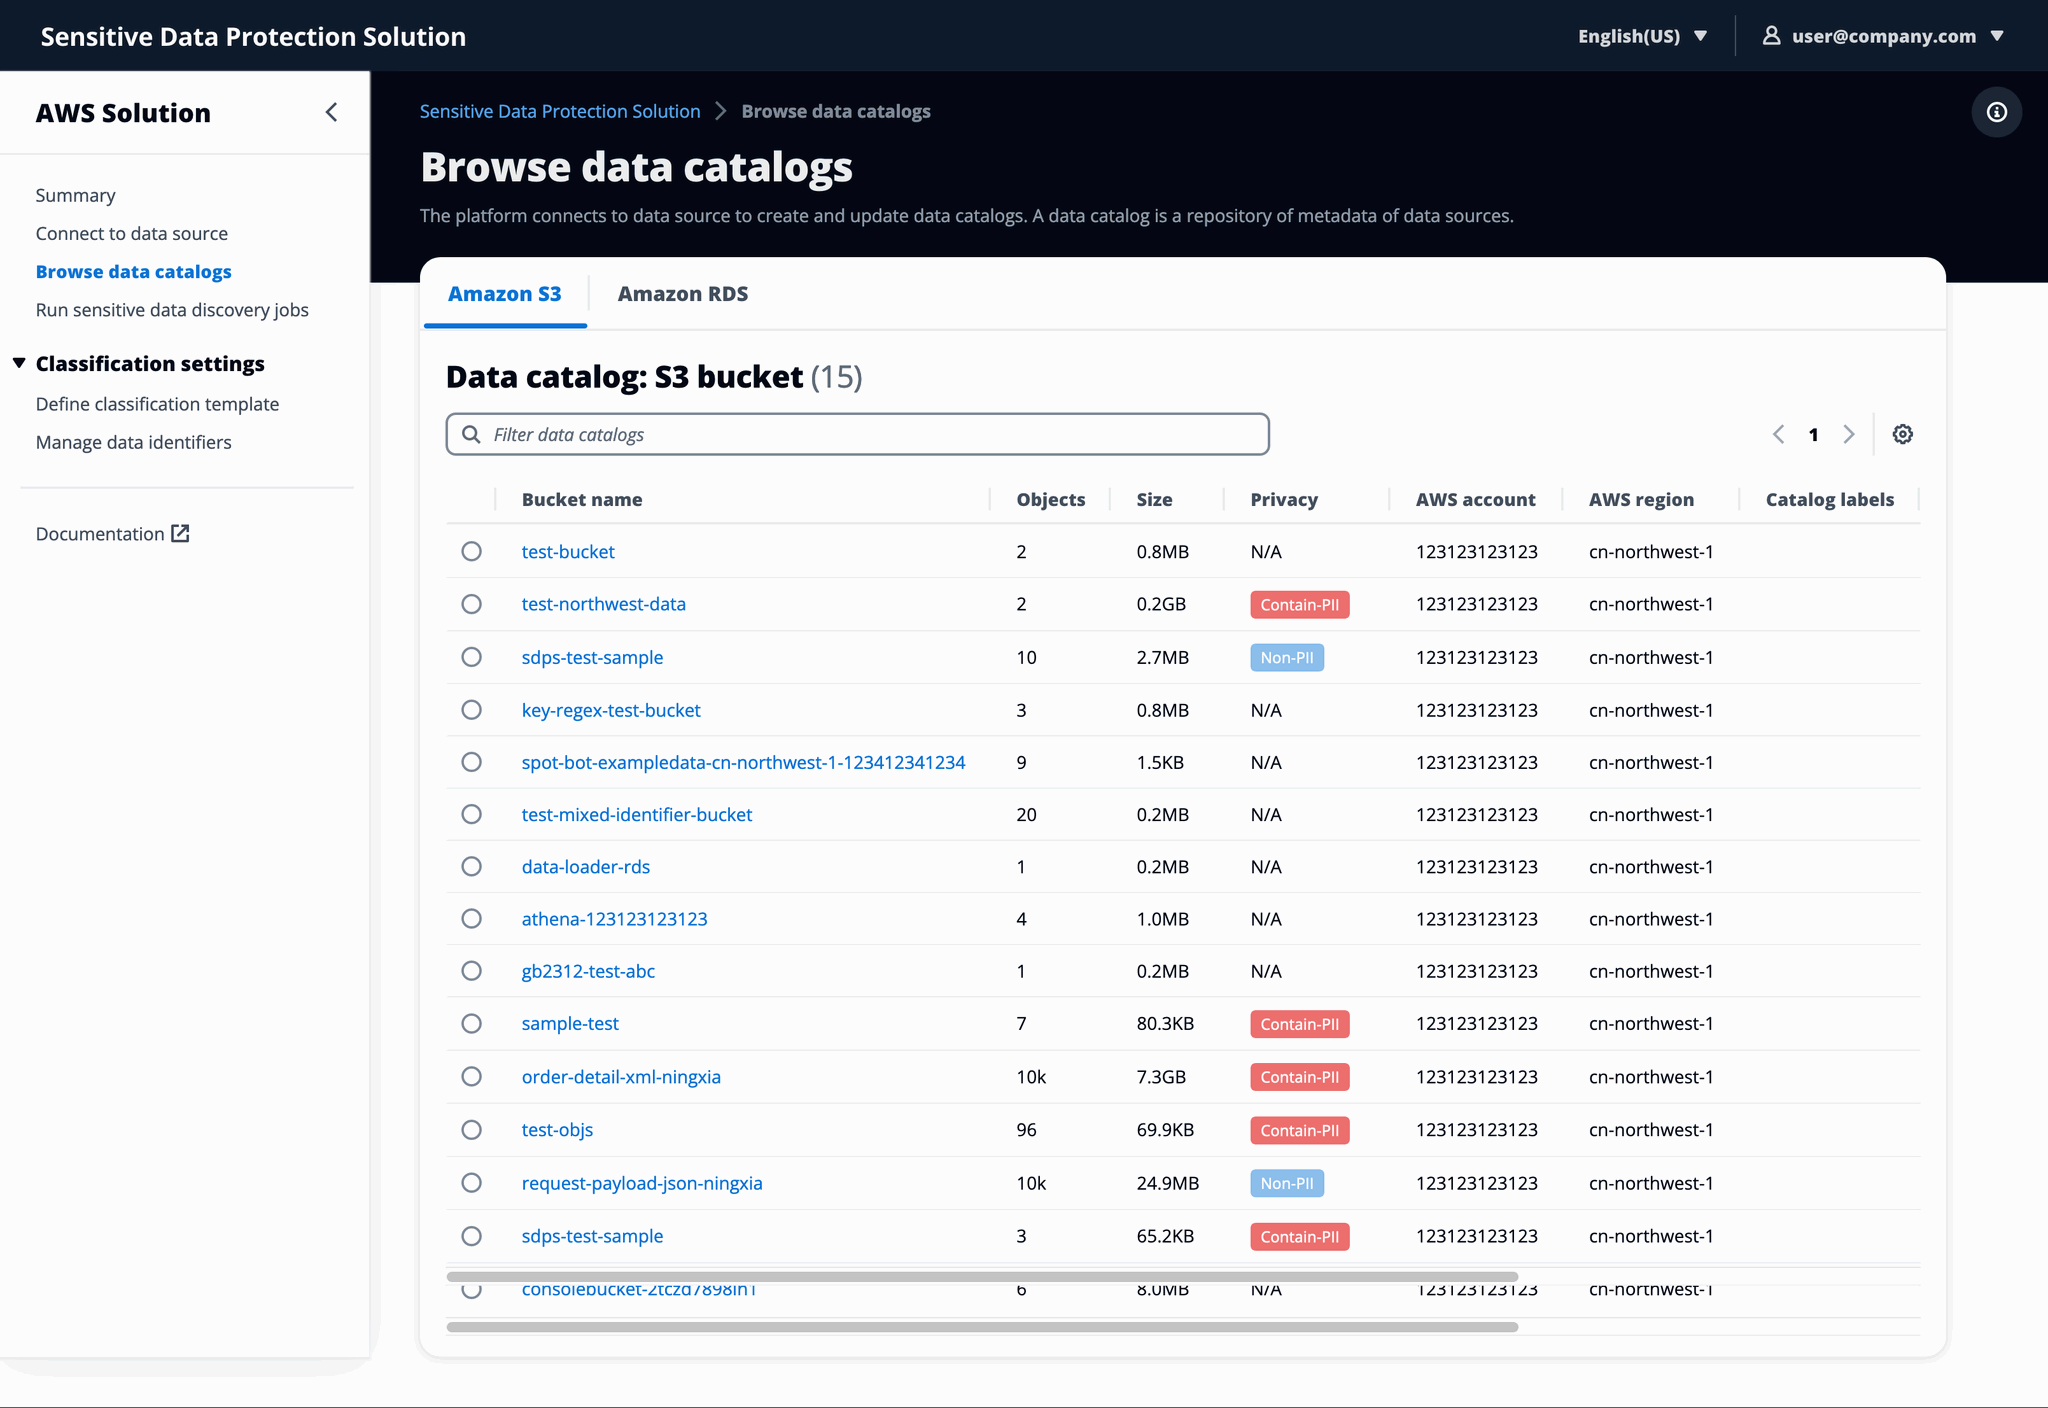 Sensitive Data Protection Solution
English(US)
user@company.com
AWS Solution
Summary
Connect to data source
Browse data catalogs
Run sensitive data discovery jobs
Classification settings
Define classification template
Manage data identifiers
Documentation
Sensitive Data Protection Solution > Browse data catalogs
Browse data catalogs
The platform connects to data source to create and update data catalogs. A data catalog is a repository of metadata of data sources.
Amazon S3 Amazon RDS
Data catalog: S3 bucket (15)
Filter data catalogs
1
Bucket name Objects Size Privacy AWS account AWS region Catalog labels
test-bucket 2 0.8MB N/A 123123123123 cn-northwest-1
test-northwest-data 2 0.2GB Contain-PII 123123123123 cn-northwest-1
sdps-test-sample 10 2.7MB Non-PII 123123123123 cn-northwest-1
key-regex-test-bucket 3 0.8MB N/A 123123123123 cn-northwest-1
spot-bot-exampledata-cn-northwest-1-123412341234 9 1.5KB N/A 123123123123 cn-northwest-1
test-mixed-identifier-bucket 20 0.2MB N/A 123123123123 cn-northwest-1
data-loader-rds 1 0.2MB N/A 123123123123 cn-northwest-1
athena-123123123123 4 1.0MB N/A 123123123123 cn-northwest-1
gb2312-test-abc 1 0.2MB N/A 123123123123 cn-northwest-1
sample-test 7 80.3KB Contain-PII 123123123123 cn-northwest-1
order-detail-xml-ningxia 10k 7.3GB Contain-PII 123123123123 cn-northwest-1
test-objs 96 69.9KB Contain-PII 123123123123 cn-northwest-1
request-payload-json-ningxia 10k 24.9MB Non-PII 123123123123 cn-northwest-1
sdps-test-sample 3 65.2KB Contain-PII 123123123123 cn-northwest-1
6 8.0MB N/A 123123123123 cn-northwest-1